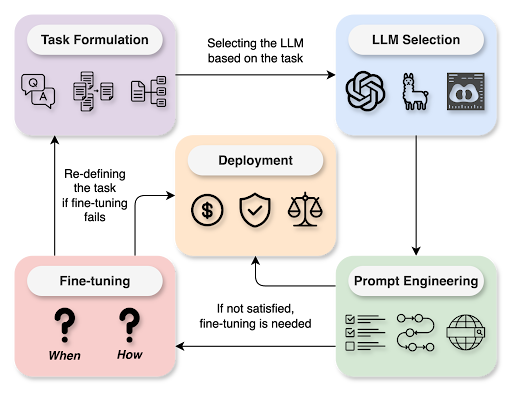 Task Formulation
Q
A
Selecting the LLM
based on the task
LLM Selection
Re-defining
the task
if fine-tuning
fails
Deployment
$
Fine-tuning
? ?
When How
If not satisfied,
fine-tuning is needed
Prompt Engineering